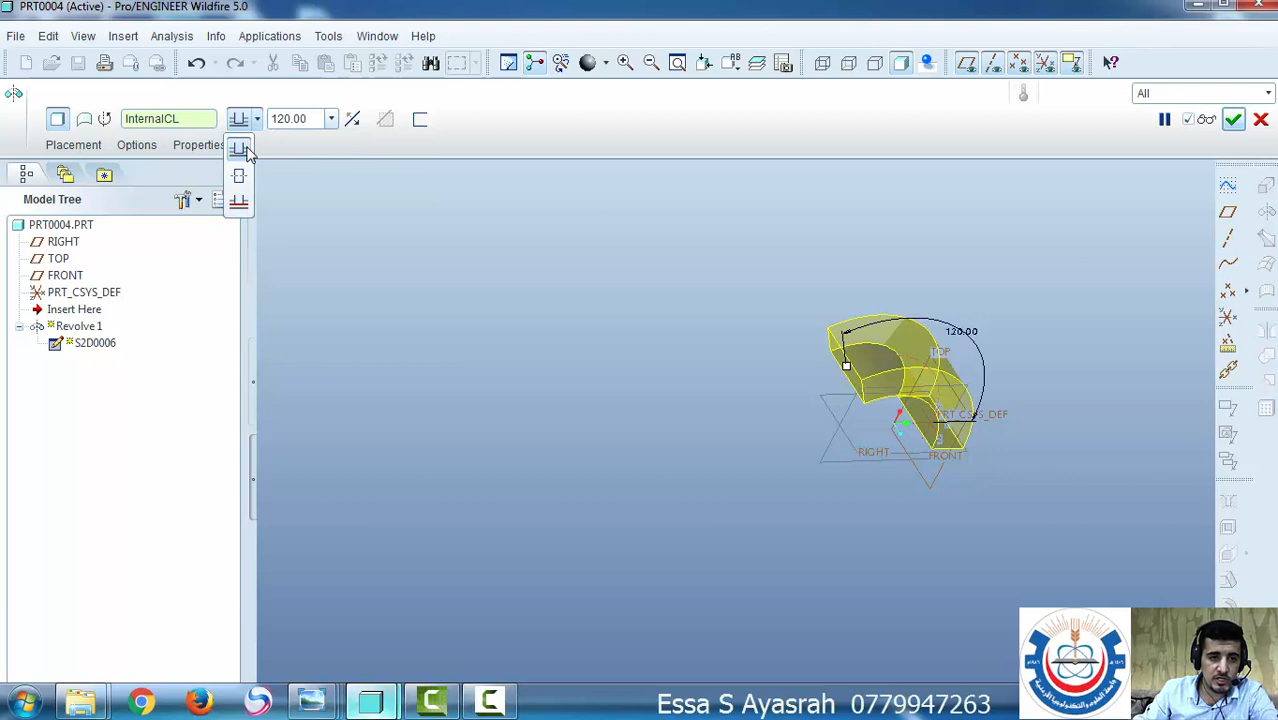 PRT0004 (Active) - Pro/ENGINEER Wildfire 5.0
File Edit View Insert Analysis Info Applications Tools Window Help
All
InternalCL 120.00
Placement Options Properties
Model Tree
PRT0004.PRT
RIGHT
TOP
FRONT
PRT_CSYS_DEF
Insert Here
Revolve 1
S2D0006
120.00
TOP
PRT_CSYS_DEF
RIGHT
FRONT
Essa S Ayasrah 0779947263